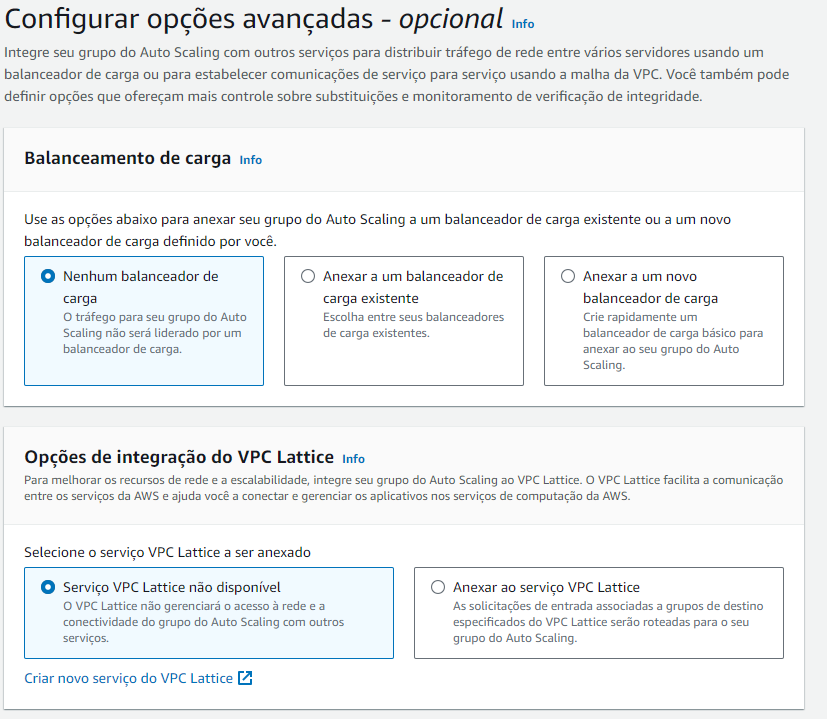 Configurar opções avançadas - opcional Info
Integre seu grupo do Auto Scaling com outros serviços para distribuir tráfego de rede entre vários servidores usando um
balanceador de carga ou para estabelecer comunicações de serviço para serviço usando a malha da VPC. Você também pode
definir opções que ofereçam mais controle sobre substituições e monitoramento de verificação de integridade.
Balanceamento de carga Info
Use as opções abaixo para anexar seu grupo do Auto Scaling a um balanceador de carga existente ou a um novo
balanceador de carga definido por você.
Nenhum balanceador de
carga
O tráfego para seu grupo do Auto
Scaling não será liderado por um
balanceador de carga.
Anexar a um balanceador de
carga existente
Escolha entre seus balanceadores
de carga existentes.
Anexar a um novo
balanceador de carga
Crie rapidamente um
balanceador de carga básico para
anexar ao seu grupo do Auto
Scaling.
Opções de integração do VPC Lattice Info
Para melhorar os recursos de rede e a escalabilidade, integre seu grupo do Auto Scaling ao VPC Lattice. O VPC Lattice facilita a comunicação
entre os serviços da AWS e ajuda você a conectar e gerenciar os aplicativos nos serviços de computação da AWS.
Selecione o serviço VPC Lattice a ser anexado
Serviço VPC Lattice não disponível
O VPC Lattice não gerenciará o acesso à rede e a
conectividade do grupo do Auto Scaling com outros
serviços.
Anexar ao serviço VPC Lattice
As solicitações de entrada associadas a grupos de destino
especificados do VPC Lattice serão roteadas para o seu
grupo do Auto Scaling.
Criar novo serviço do VPC Lattice